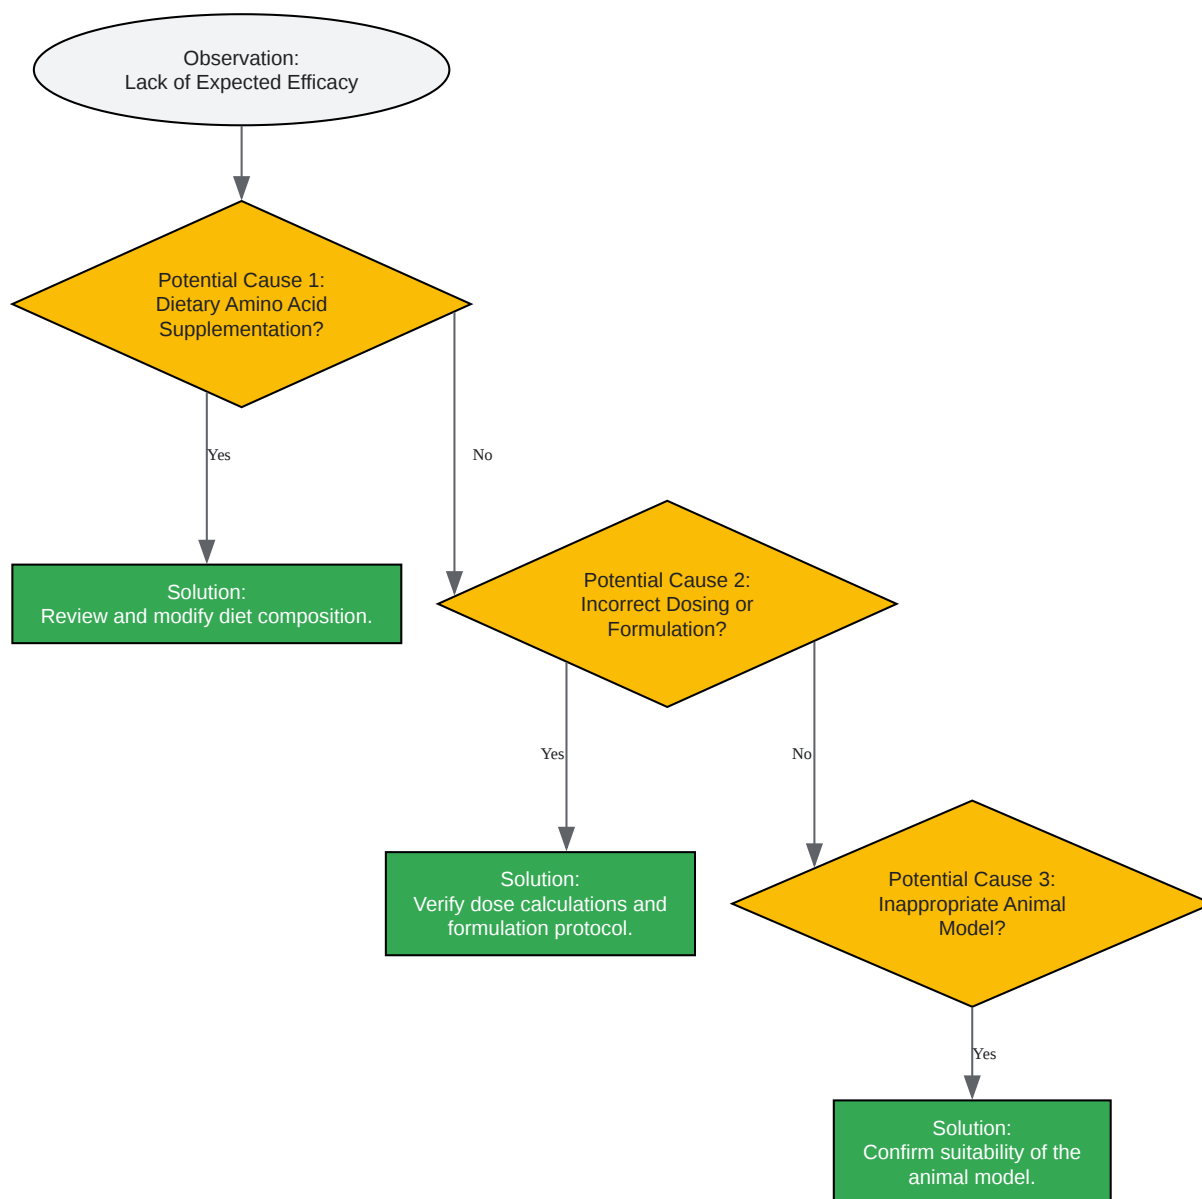 Observation:
Lack of Expected Efficacy
Potential Cause 1:
Dietary Amino Acid
Supplementation?
Yes
No
Solution:
Review and modify diet composition.
Potential Cause 2:
Incorrect Dosing or
Formulation?
Yes
No
Solution:
Verify dose calculations and
formulation protocol.
Potential Cause 3:
Inappropriate Animal
Model?
Yes
Solution:
Confirm suitability of the
animal model.